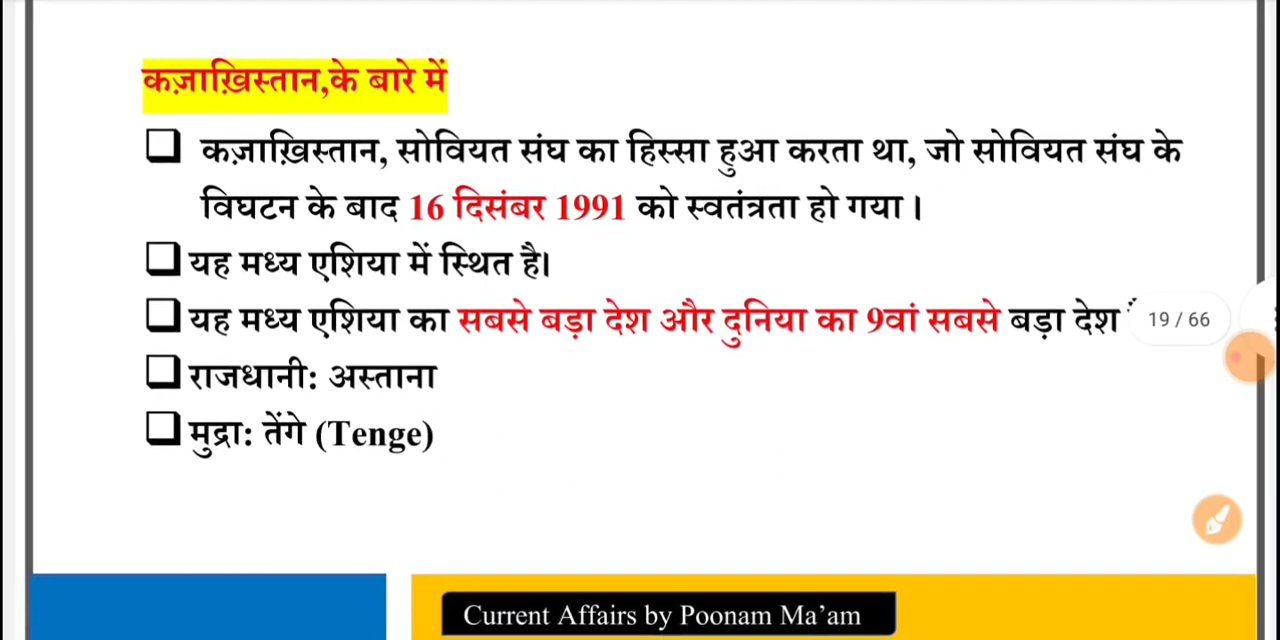 कज़ाख़िस्तान,के बारे में
कज़ाख़िस्तान, सोवियत संघ का हिस्सा हुआ करता था, जो सोवियत संघ के
विघटन के बाद 16 दिसंबर 1991 को स्वतंत्रता हो गया।
यह मध्य एशिया में स्थित है।
यह मध्य एशिया का सबसे बड़ा देश और दुनिया का 9वां सबसे बड़ा देश
19 / 66
राजधानी: अस्ताना
मुद्रा: तेंगे (Tenge)
Current Affairs by Poonam Ma’am